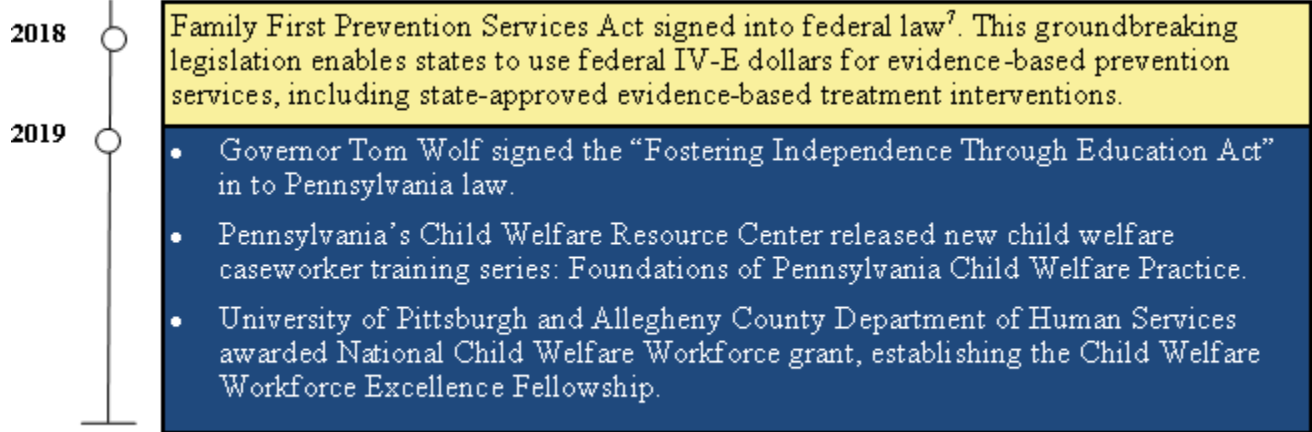 2018
Family First Prevention Services Act signed into federal law⁷. This groundbreaking
legislation enables states to use federal IV-E dollars for evidence-based prevention
services, including state-approved evidence-based treatment interventions.
2019
• Governor Tom Wolf signed the “Fostering Independence Through Education Act”
in to Pennsylvania law.
• Pennsylvania’s Child Welfare Resource Center released new child welfare
caseworker training series: Foundations of Pennsylvania Child Welfare Practice.
• University of Pittsburgh and Allegheny County Department of Human Services
awarded National Child Welfare Workforce grant, establishing the Child Welfare
Workforce Excellence Fellowship.